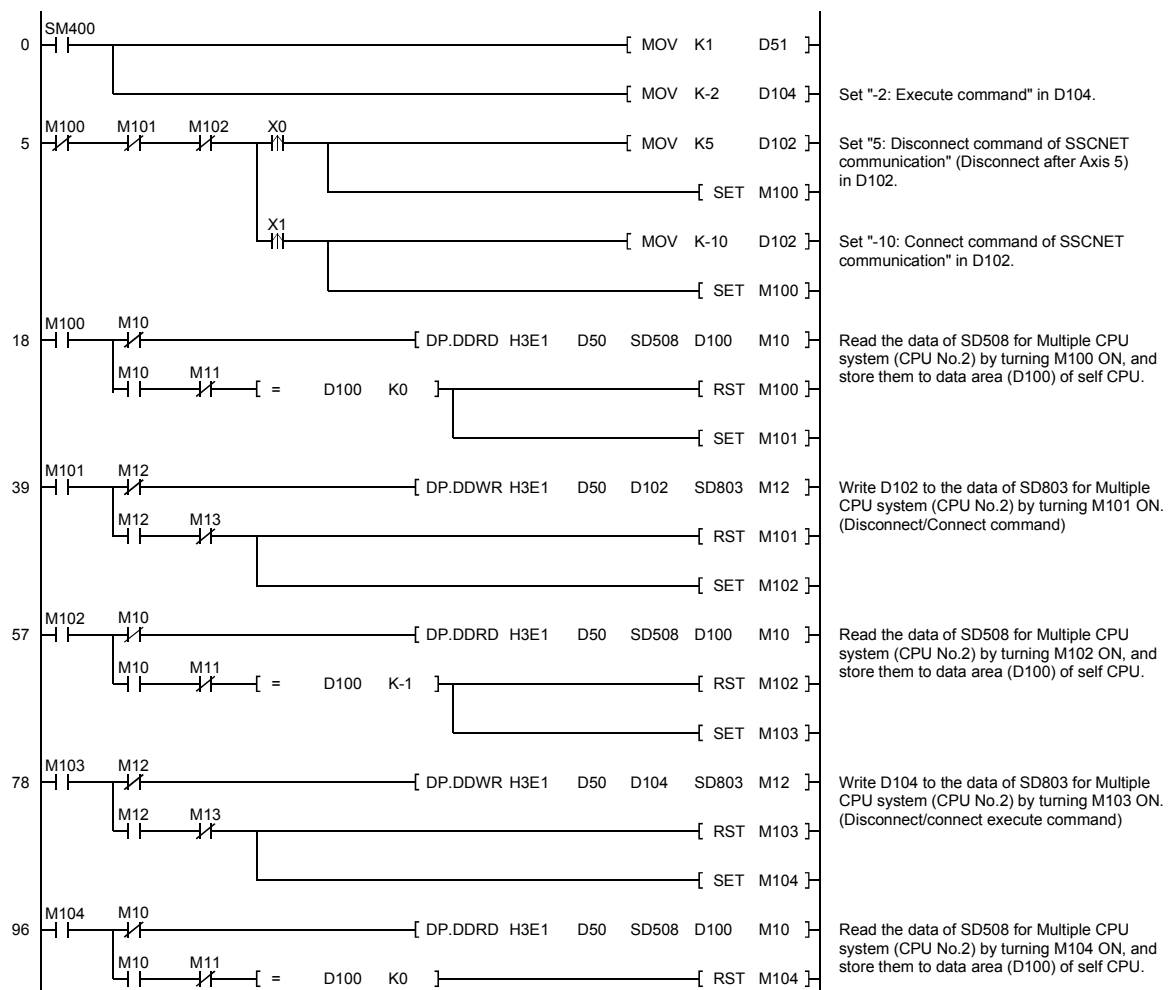 SM400
0 [ MOV K1 D51 ]
[ MOV K-2 D104 ] Set "-2: Execute command" in D104.
M100 M101 M102 X0
5 [ MOV K5 D102 ] Set "5: Disconnect command of SSCNET
communication" (Disconnect after Axis 5)
in D102.
[ SET M100 ]
X1
[ MOV K-10 D102 ] Set "-10: Connect command of SSCNET
communication" in D102.
[ SET M100 ]
M100 M10
18 [ DP.DDRD H3E1 D50 SD508 D100 M10 ] Read the data of SD508 for Multiple CPU
system (CPU No.2) by turning M100 ON, and
store them to data area (D100) of self CPU.
M10 M11
[ = D100 K0 ] [ RST M100 ]
[ SET M101 ]
M101 M12
39 [ DP.DDWR H3E1 D50 D102 SD803 M12 ] Write D102 to the data of SD803 for Multiple
CPU system (CPU No.2) by turning M101 ON.
(Disconnect/Connect command)
M12 M13
[ RST M101 ]
[ SET M102 ]
M102 M10
57 [ DP.DDRD H3E1 D50 SD508 D100 M10 ] Read the data of SD508 for Multiple CPU
system (CPU No.2) by turning M102 ON, and
store them to data area (D100) of self CPU.
M10 M11
[ = D100 K-1 ] [ RST M102 ]
[ SET M103 ]
M103 M12
78 [ DP.DDWR H3E1 D50 D104 SD803 M12 ] Write D104 to the data of SD803 for Multiple
CPU system (CPU No.2) by turning M103 ON.
(Disconnect/connect execute command)
M12 M13
[ RST M103 ]
[ SET M104 ]
M104 M10
96 [ DP.DDRD H3E1 D50 SD508 D100 M10 ] Read the data of SD508 for Multiple CPU
system (CPU No.2) by turning M104 ON, and
store them to data area (D100) of self CPU.
M10 M11
[ = D100 K0 ] [ RST M104 ]